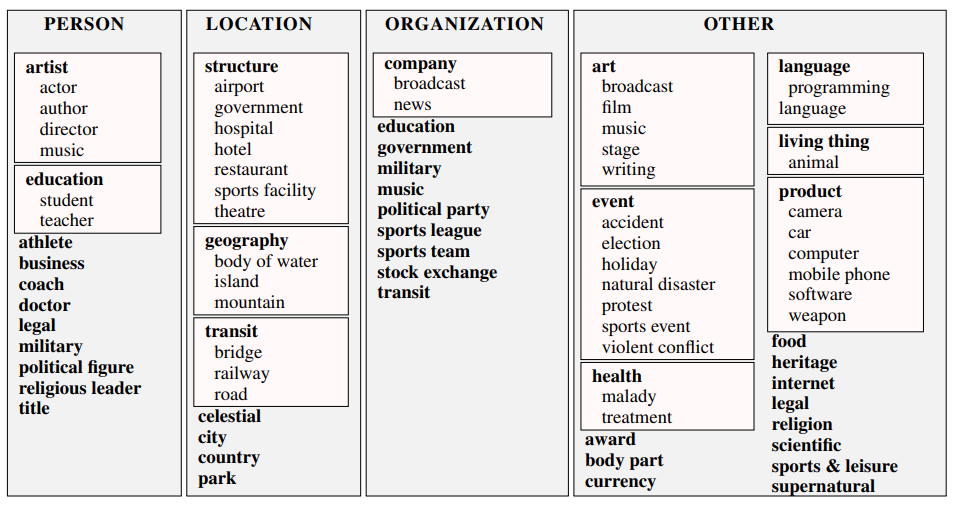 PERSON
artist
actor
author
director
music
education
student
teacher
athlete
business
coach
doctor
legal
military
political figure
religious leader
title
LOCATION
structure
airport
government
hospital
hotel
restaurant
sports facility
theatre
geography
body of water
island
mountain
transit
bridge
railway
road
celestial
city
country
park
ORGANIZATION
company
broadcast
news
education
government
military
music
political party
sports league
sports team
stock exchange
transit
OTHER
art
broadcast
film
music
stage
writing
event
accident
election
holiday
natural disaster
protest
sports event
violent conflict
health
malady
treatment
award
body part
currency
language
programming
language
living thing
animal
product
camera
car
computer
mobile phone
software
weapon
food
heritage
internet
legal
religion
scientific
sports & leisure
supernatural